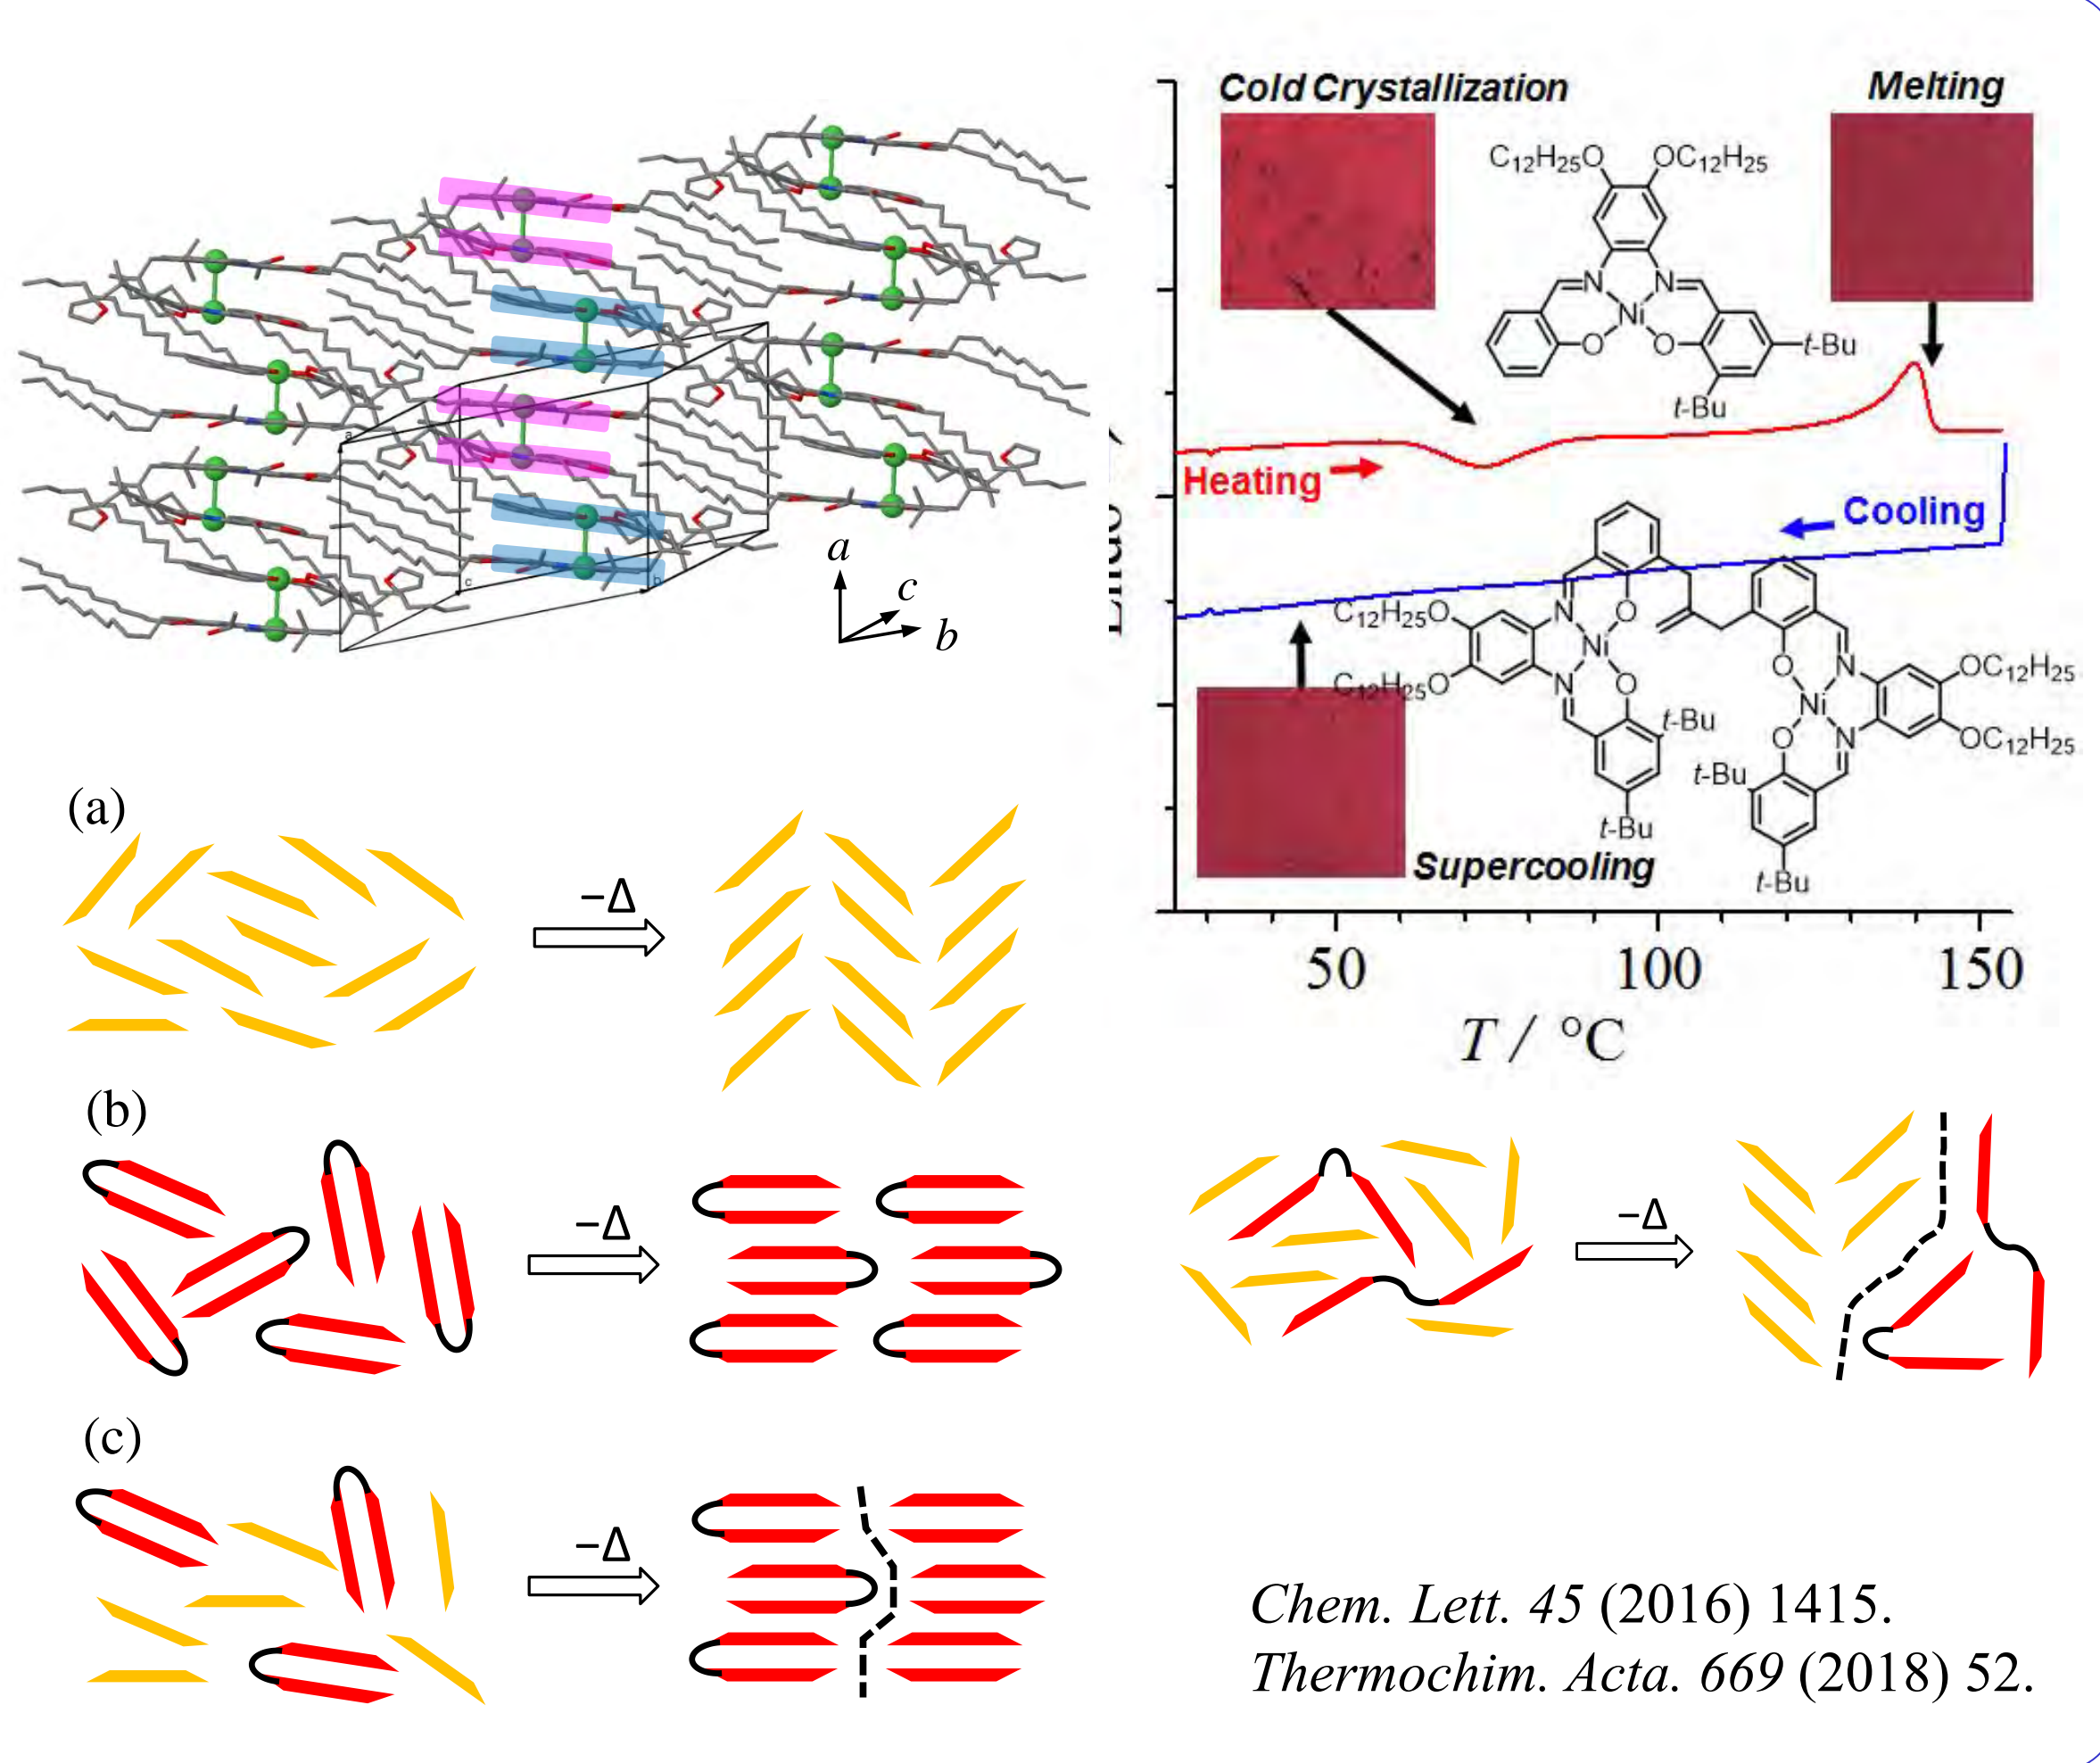 a
c
b
a
c
b
Cold Crystallization
Melting
C12H25O
OC12H25
N
N
Ni
O
O
t-Bu
t-Bu
Heating
Cooling
C12H25O
C12H25O
N
O
Ni
N
O
t-Bu
t-Bu
O
N
Ni
O
N
OC12H25
OC12H25
t-Bu
t-Bu
Supercooling
50
100
150
T / °C
(a)
−Δ
(b)
−Δ
−Δ
(c)
−Δ
Chem. Lett. 45 (2016) 1415.
Thermochim. Acta. 669 (2018) 52.